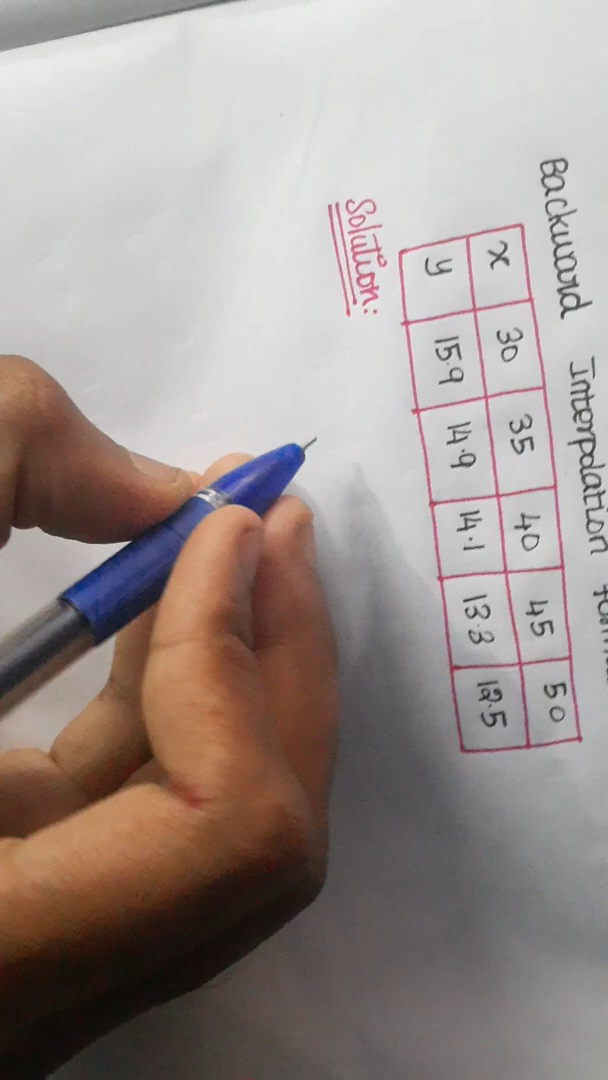 Backward Interpolation
x 30 35 40 45 50
y 15.9 14.9 14.1 13.3 12.5
Solution: